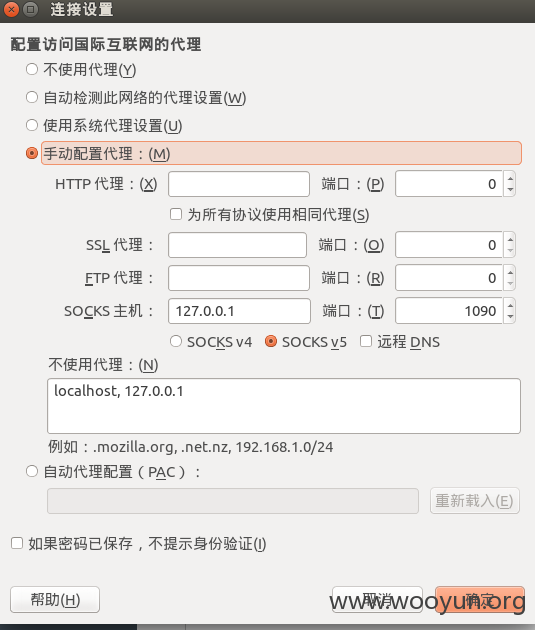 连接设置
配置访问国际互联网的代理
不使用代理(Y)
自动检测此网络的代理设置(W)
使用系统代理设置(U)
手动配置代理：(M)
HTTP 代理：(X) 端口：(P) 0
为所有协议使用相同代理(S)
SSL 代理： 端口：(O) 0
FTP 代理： 端口：(R) 0
SOCKS 主机： 127.0.0.1 端口：(T) 1090
SOCKS v4 SOCKS v5 远程 DNS
不使用代理：(N)
localhost, 127.0.0.1
例如：.mozilla.org, .net.nz, 192.168.1.0/24
自动代理配置（PAC）：
重新载入(E)
如果密码已保存，不提示身份验证(I)
帮助(H) 取消 确定
www.wooyun.org